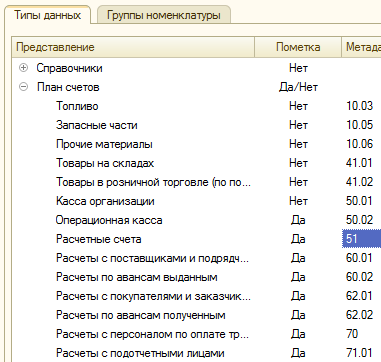 Типы данных Группы номенклатуры
Представление Пометка Метада
Справочники Нет
План счетов Да/Нет
Топливо Нет 10.03
Запасные части Нет 10.05
Прочие материалы Нет 10.06
Товары на складах Нет 41.01
Товары в розничной торговле (по по... Нет 41.02
Касса организации Нет 50.01
Операционная касса Да 50.02
Расчетные счета Да 51
Расчеты с поставщиками и подрядч... Да 60.01
Расчеты по авансам выданным Да 60.02
Расчеты с покупателями и заказчик... Да 62.01
Расчеты по авансам полученным Да 62.02
Расчеты с персоналом по оплате тр... Да 70
Расчеты с подотчетными лицами Да 71.01